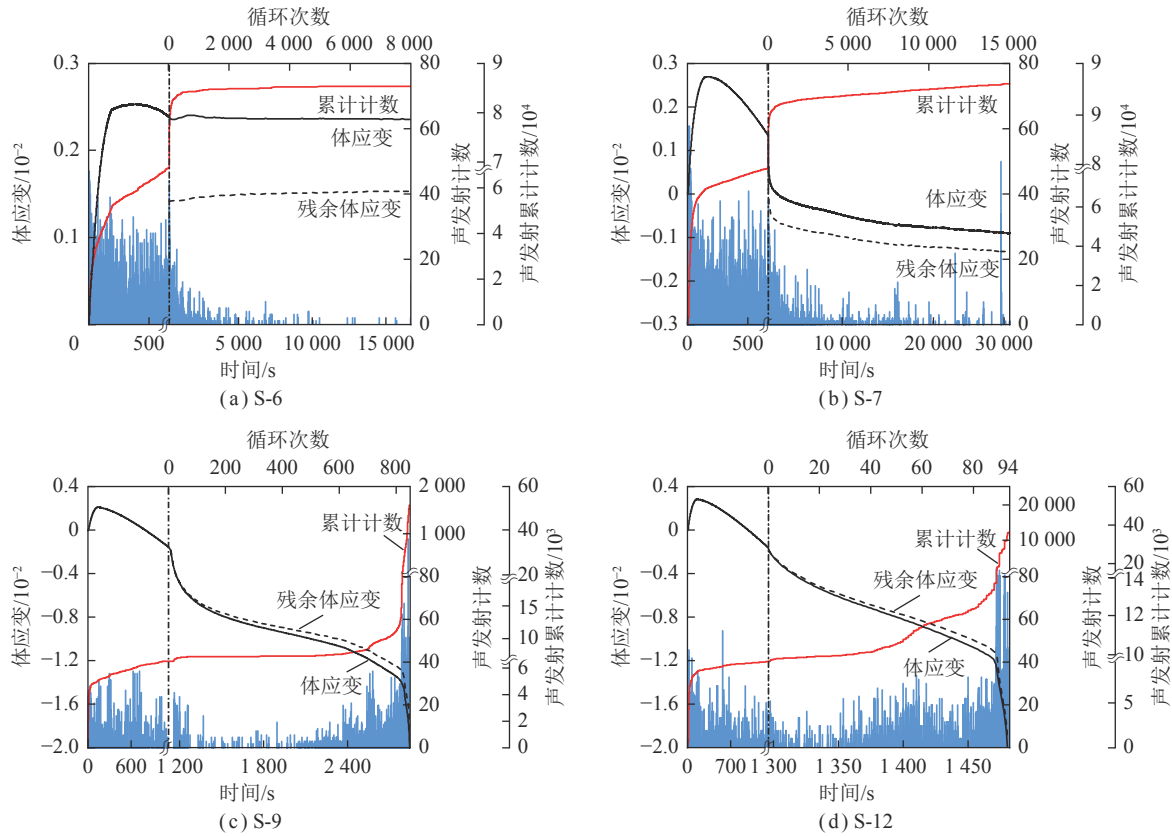 循环次数
0 2 000 4 000 6 000 8 000
0.3 0.2 0.1
体应变/10⁻²
80 60 40 20 0
声发射计数
9 8 7 6 4 2 0
声发射累计计数/10⁴
累计计数
体应变
残余体应变
0 500 5 000 10 000 15 000
时间/s
(a) S-6
循环次数
0 5 000 10 000 15 000
0.3 0.2 0.1 0 −0.1 −0.2 −0.3
体应变/10⁻²
80 60 40 20 0
声发射计数
9 9 8 6 4 2 0
声发射累计计数/10⁴
累计计数
体应变
残余体应变
0 500 10 000 20 000 30 000
时间/s
(b) S-7
循环次数
0 200 400 600 800
0.4 0 −0.4 −0.8 −1.2 −1.6 −2.0
体应变/10⁻²
2 000 1 000 80 60 40 20 0
声发射计数
60 40 20 20 15 10 6 4 2 0
声发射累计计数/10³
累计计数
残余体应变
体应变
0 600 1 200 1 800 2 400
时间/s
(c) S-9
循环次数
0 20 40 60 80 94
0.4 0 −0.4 −0.8 −1.2 −1.6 −2.0
体应变/10⁻²
20 000 10 000 80 60 40 20 0
声发射计数
60 40 20 14 12 10 5 0
声发射累计计数/10³
累计计数
残余体应变
体应变
0 700 1 300 1 350 1 400 1 450
时间/s
(d) S-12